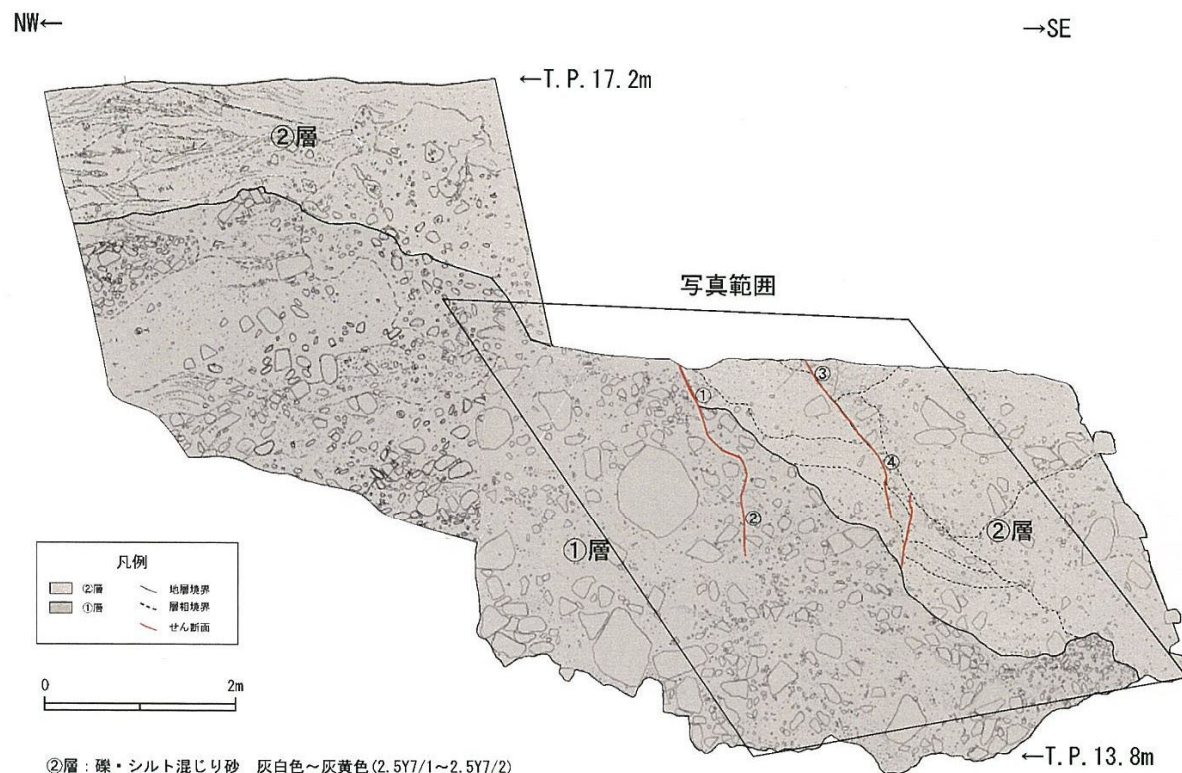 NW←
→SE
←T.P.17.2m
②層
写真範囲
①
③
④
②
②層
①層
凡例
②層 地層境界
①層 層相境界
せん断面
0 2m
←T.P.13.8m
②層:礫・シルト混じり砂 灰白色~灰黄色(2.5Y7/1~2.5Y7/2)